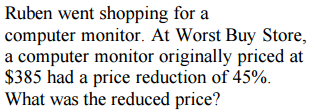 Ruben went shopping for a
computer monitor. At Worst Buy Store,
a computer monitor originally priced at
$385 had a price reduction of 45%.
What was the reduced price?